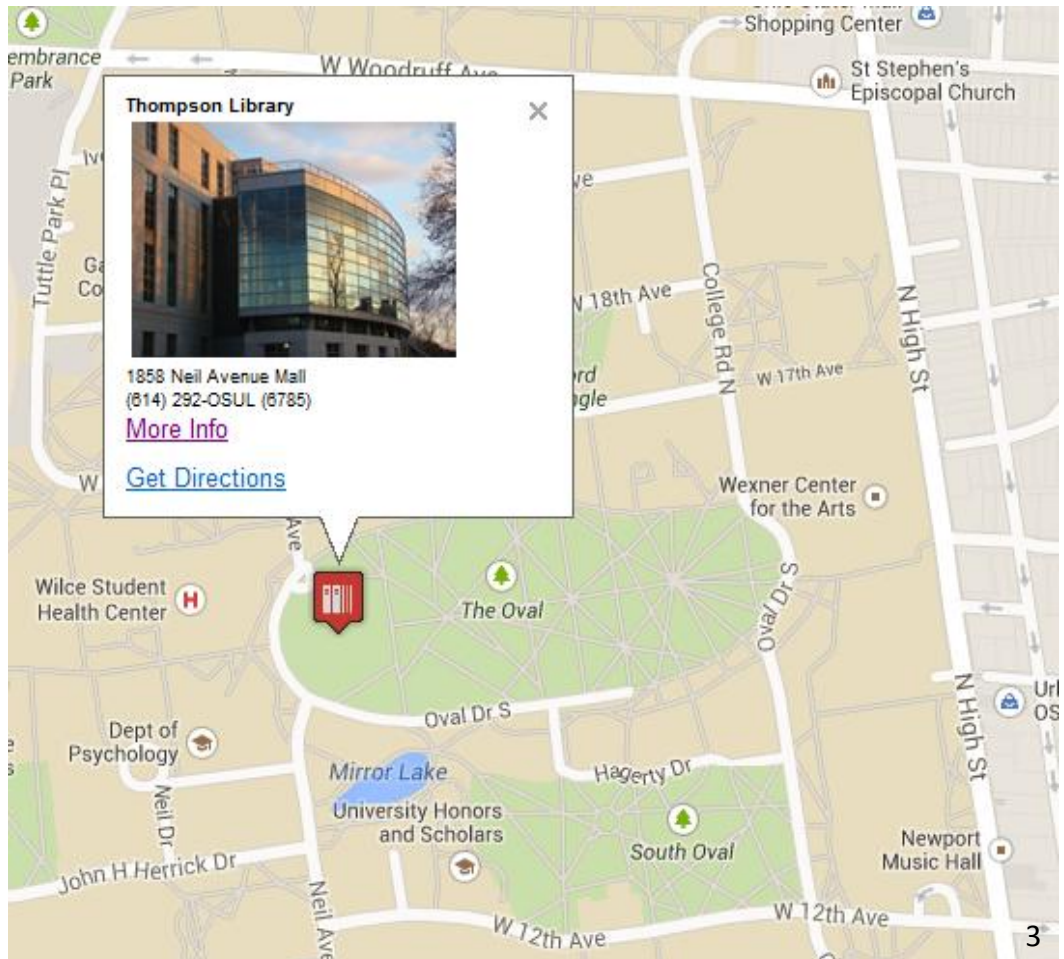 Shopping Center
embrance
Park
W Woodruff Ave
St Stephen's
Episcopal Church
Thompson Library
Tuttle Park Pl
W 18th Ave
College Rd N
N High St
1858 Neil Avenue Mall
(614) 292-OSUL (6785)
More Info
W 17th Ave
Get Directions
W
Wexner Center
for the Arts
Ave
Wilce Student
Health Center
H
The Oval
Oval Dr S
Oval Dr S
N High St
Dept of
Psychology
Mirror Lake
Hagerty Dr
Neil Dr
University Honors
and Scholars
South Oval
Newport
Music Hall
John H Herrick Dr
Neil Ave
W 12th Ave
W 12th Ave
3